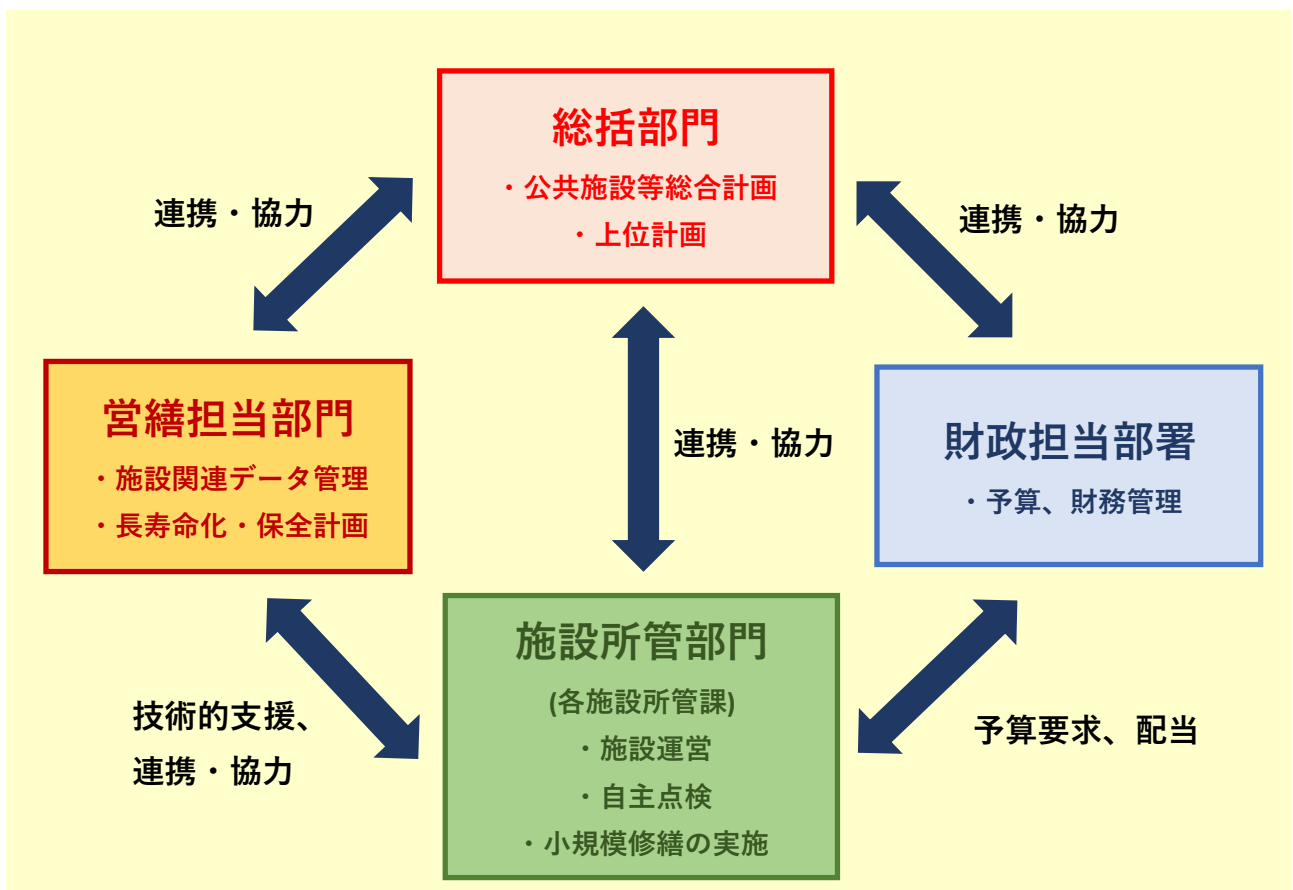 総括部門
・公共施設等総合計画
・上位計画
連携・協力
連携・協力
営繕担当部門
・施設関連データ管理
・長寿命化・保全計画
連携・協力
財政担当部署
・予算、財務管理
施設所管部門
(各施設所管課)
・施設運営
・自主点検
・小規模修繕の実施
技術的支援、
連携・協力
予算要求、配当